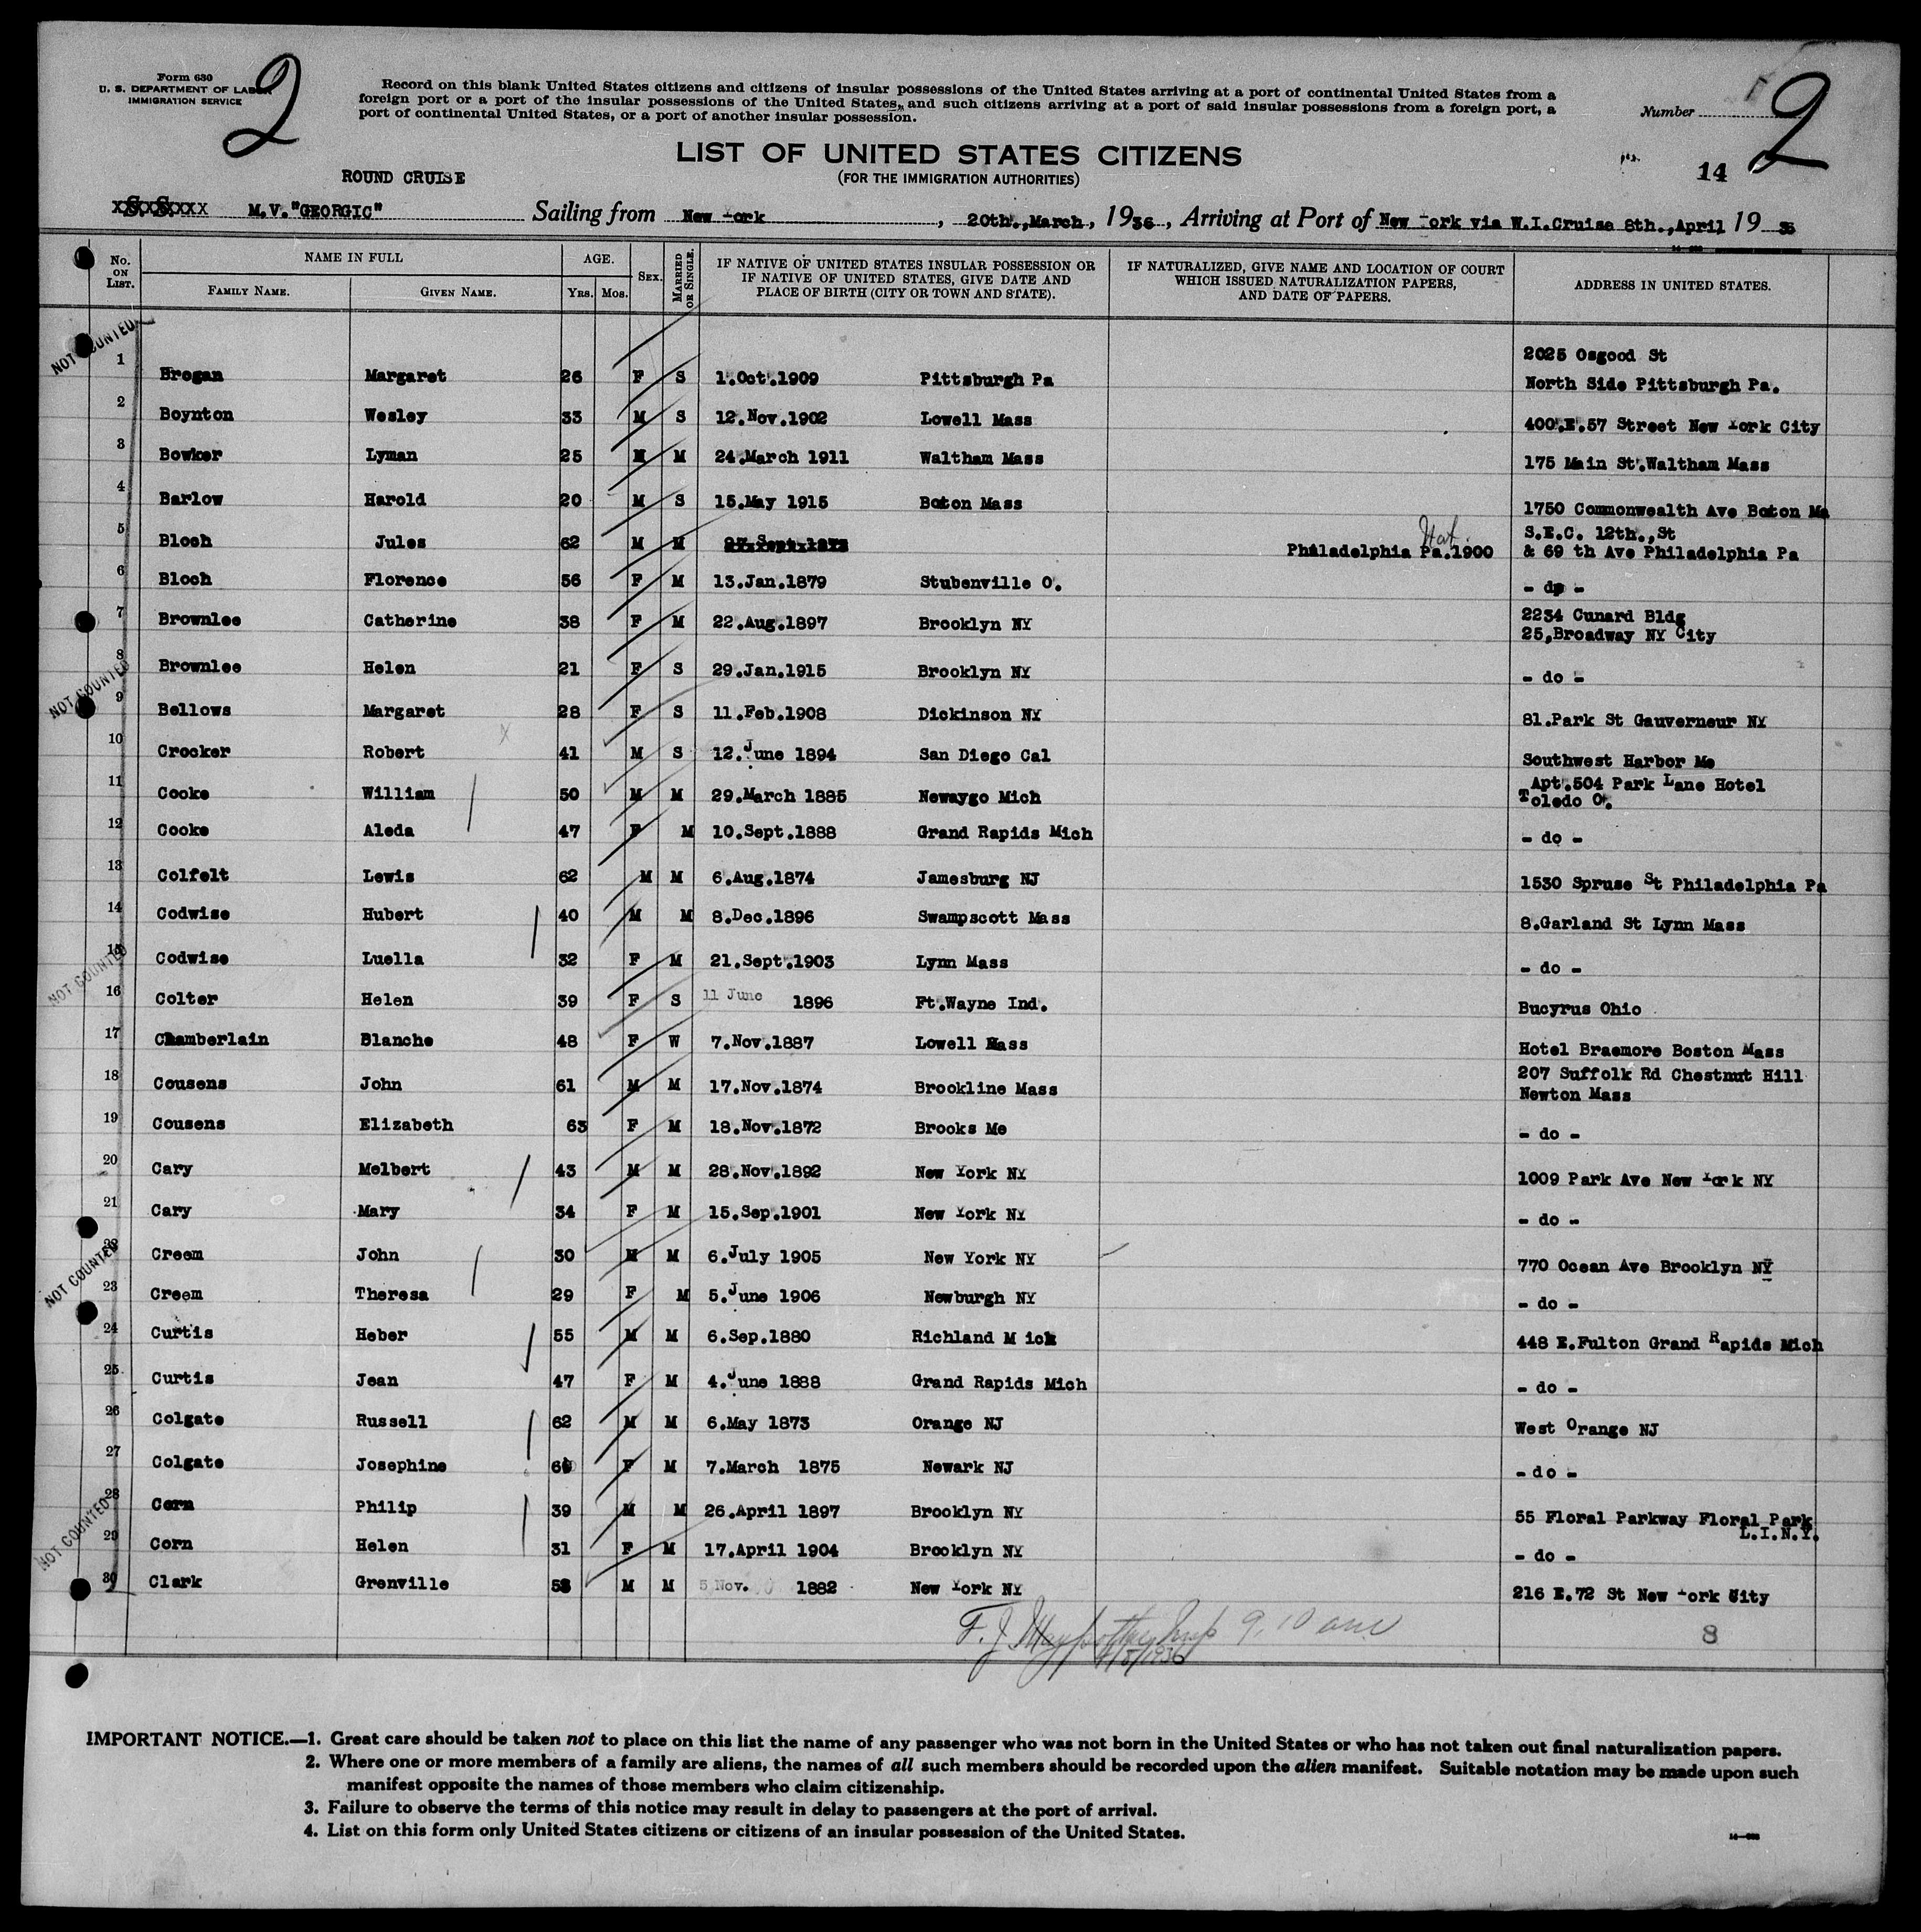 Form 630
U. S. DEPARTMENT OF LABOR
IMMIGRATION SERVICE
2
Record on this blank United States citizens and citizens of insular possessions of the United States arriving at a port of continental United States from a
foreign port or a port of the insular possessions of the United States, and such citizens arriving at a port of said insular possessions from a foreign port, a
port of continental United States, or a port of another insular possession.
Number
2
LIST OF UNITED STATES CITIZENS
(FOR THE IMMIGRATION AUTHORITIES)
14
ROUND CRUISE
S. S. M.V."GEORGIC" Sailing from New York, 20th.,March, 1936, Arriving at Port of New York via W.I.Cruise 8th.,April 1936
No. ON LIST. NAME IN FULL AGE. SEX. MARRIED OR SINGLE. IF NATIVE OF UNITED STATES INSULAR POSSESSION OR IF NATIVE OF UNITED STATES, GIVE DATE AND PLACE OF BIRTH (CITY OR TOWN AND STATE). IF NATURALIZED, GIVE NAME AND LOCATION OF COURT WHICH ISSUED NATURALIZATION PAPERS, AND DATE OF PAPERS. ADDRESS IN UNITED STATES.
FAMILY NAME. GIVEN NAME. YRS. MOS.
NOT COUNTED
2025 Osgood St
1 Brogan Margaret 26 F S 1.Oct.1909 Pittsburgh Pa North Side Pittsburgh Pa.
2 Boynton Wesley 33 M S 12.Nov.1902 Lowell Mass 400.E.57 Street New York City
3 Bowker Lyman 25 M M 24.March 1911 Waltham Mass 175 Main St.Waltham Mass
4 Barlow Harold 20 M S 15.May 1915 Boton Mass 1750 Commonwealth Ave Boton Ma
S.E.C. 12th.,St
5 Bloch Jules 62 M M Nat. Philadelphia Pa.1900 & 69 th Ave Philadelphia Pa
6 Bloch Florence 56 F M 13.Jan.1879 Stubenville O. - do -
2234 Cunard Bldg
7 Brownlee Catherine 38 F M 22.Aug.1897 Brooklyn NY 25,Broadway NY City
8 Brownlee Helen 21 F S 29.Jan.1915 Brooklyn NY - do -
NOT COUNTED
9 Bellows Margaret 28 F S 11.Feb.1908 Dickinson NY 81.Park St Gauverneur NY
10 Crocker Robert 41 M S 12.June 1894 San Diego Cal Southwest Harbor Me
11 Cooke William 50 M M 29.March 1885 Newaygo Mich Apt.504 Park Lane Hotel
Toledo O.
12 Cooke Aleda 47 F M 10.Sept.1888 Grand Rapids Mich - do -
13 Colfelt Lewis 62 M M 6.Aug.1874 Jamesburg NJ 1530 Spruse St Philadelphia Pa
14 Codwise Hubert 40 M M 8.Dec.1896 Swampscott Mass 8.Garland St Lynn Mass
15 Codwise Luella 32 F M 21.Sept.1903 Lynn Mass - do -
NOT COUNTED
16 Colter Helen 39 F S 11 June 1896 Ft.Wayne Ind. Bucyrus Ohio
17 Chamberlain Blanche 48 F W 7.Nov.1887 Lowell Mass Hotel Braemore Boston Mass
18 Cousens John 61 M M 17.Nov.1874 Brookline Mass 207 Suffolk Rd Chestnut Hill
Newton Mass
19 Cousens Elizabeth 63 F M 18.Nov.1872 Brooks Me - do -
20 Cary Melbert 43 M M 28.Nov.1892 New York NY 1009 Park Ave New York NY
21 Cary Mary 34 F M 15.Sep.1901 New York NY - do -
22 Creem John 30 M M 6.July 1905 New York NY 770 Ocean Ave Brooklyn NY
NOT COUNTED
23 Creem Theresa 29 F M 5.June 1906 Newburgh NY - do -
24 Curtis Heber 55 M M 6.Sep.1880 Richland M ich 448 E.Fulton Grand Rapids Mich
25 Curtis Jean 47 F M 4.June 1888 Grand Rapids Mich - do -
26 Colgate Russell 62 M M 6.May 1873 Orange NJ West Orange NJ
27 Colgate Josephine 60 F M 7.March 1875 Newark NJ - do -
28 Corn Philip 39 M M 26.April 1897 Brooklyn NY 55 Floral Parkway Floral Park
L.I.N.Y.
NOT COUNTED
29 Corn Helen 31 F M 17.April 1904 Brooklyn NY - do -
30 Clark Grenville 53 M M 5 Nov. 1882 New York NY 216 E.72 St New York City
F. J. 9.10 am
8
IMPORTANT NOTICE.—1. Great care should be taken not to place on this list the name of any passenger who was not born in the United States or who has not taken out final naturalization papers.
2. Where one or more members of a family are aliens, the names of all such members should be recorded upon the alien manifest. Suitable notation may be made upon such
manifest opposite the names of those members who claim citizenship.
3. Failure to observe the terms of this notice may result in delay to passengers at the port of arrival.
4. List on this form only United States citizens or citizens of an insular possession of the United States.